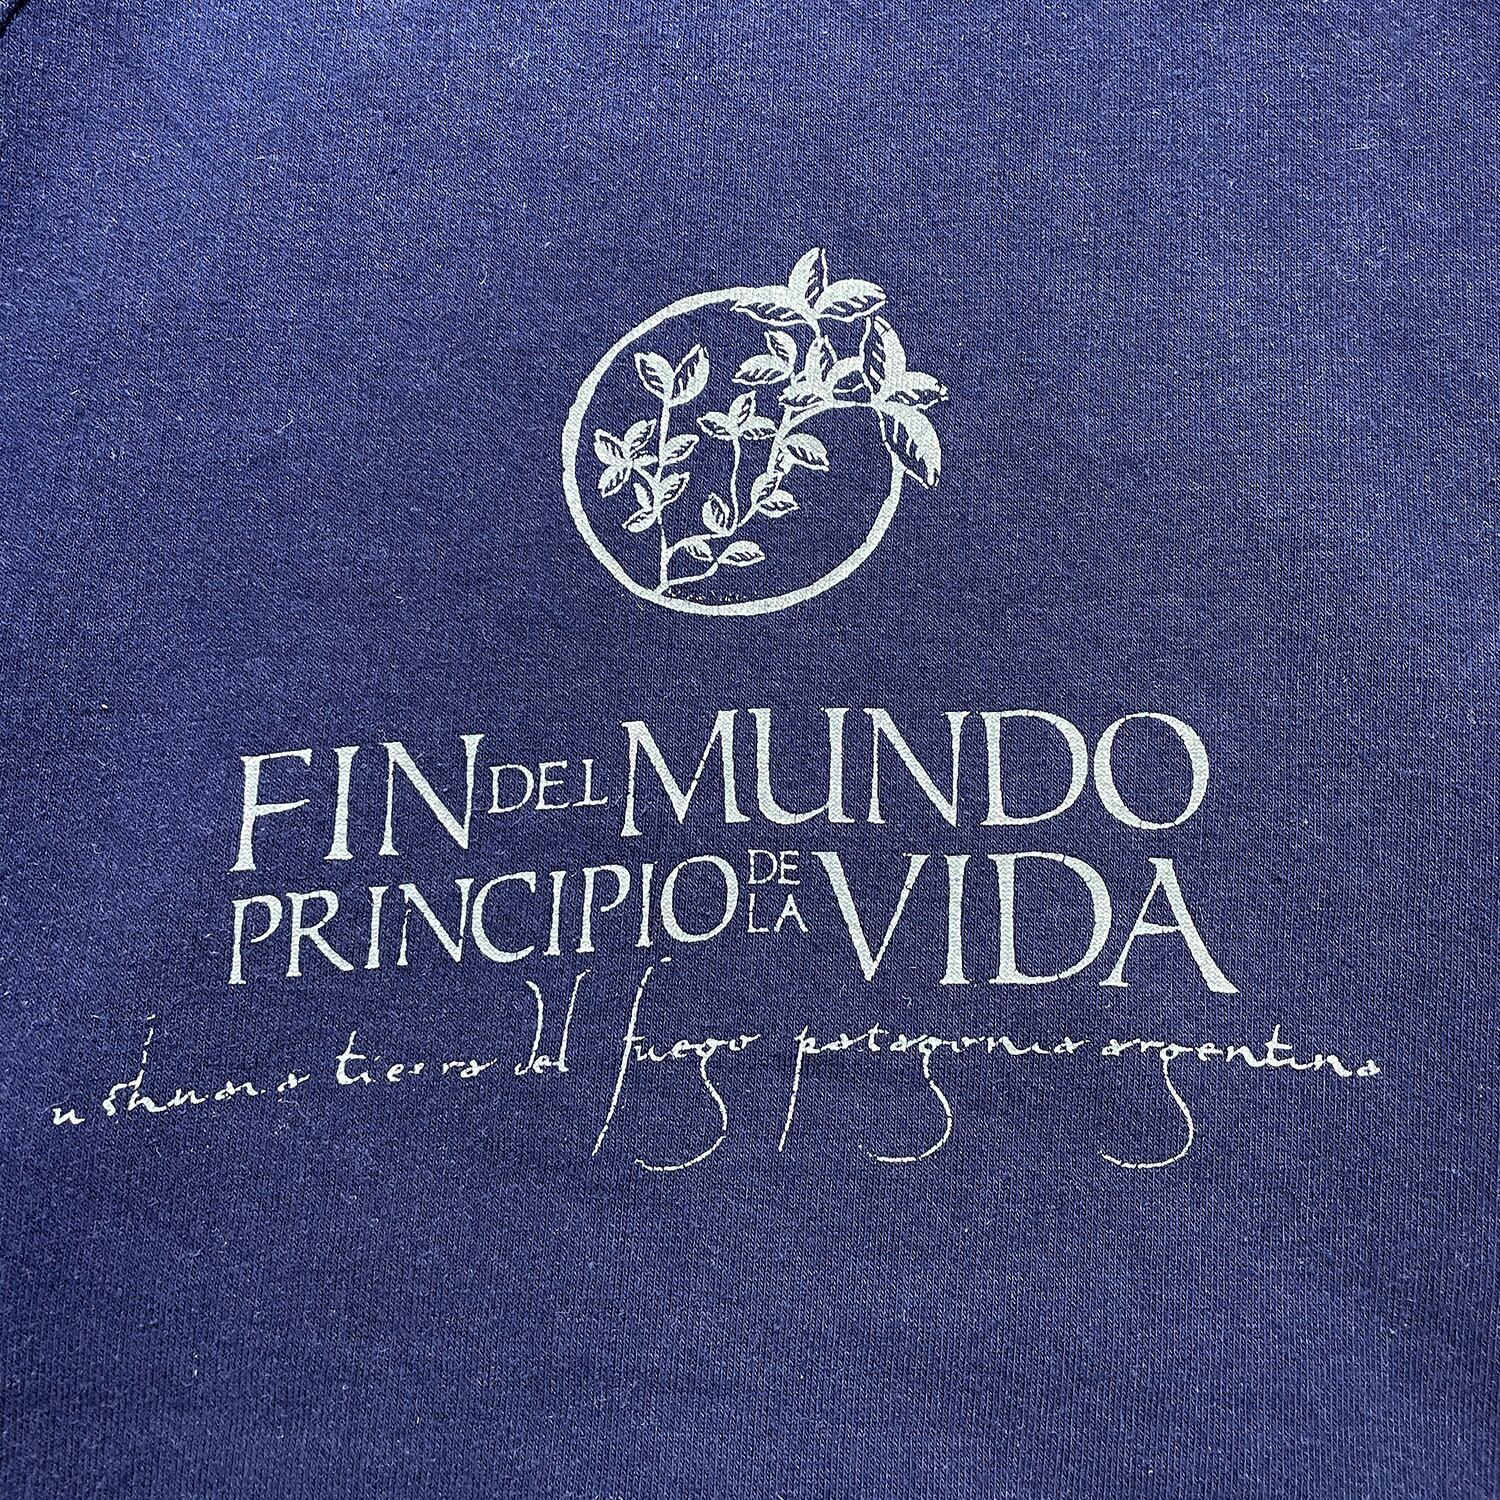 FIN DEL MUNDO
PRINCIPIO DE LA VIDA
ushuaia tierra del fuego patagonia argentina